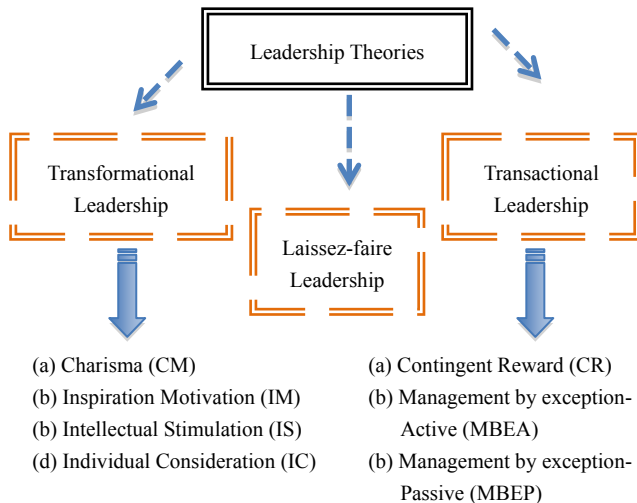 Leadership Theories
Transformational
Leadership
Laissez-faire
Leadership
Transactional
Leadership
(a) Charisma (CM)
(b) Inspiration Motivation (IM)
(b) Intellectual Stimulation (IS)
(d) Individual Consideration (IC)
(a) Contingent Reward (CR)
(b) Management by exception-
Active (MBEA)
(b) Management by exception-
Passive (MBEP)